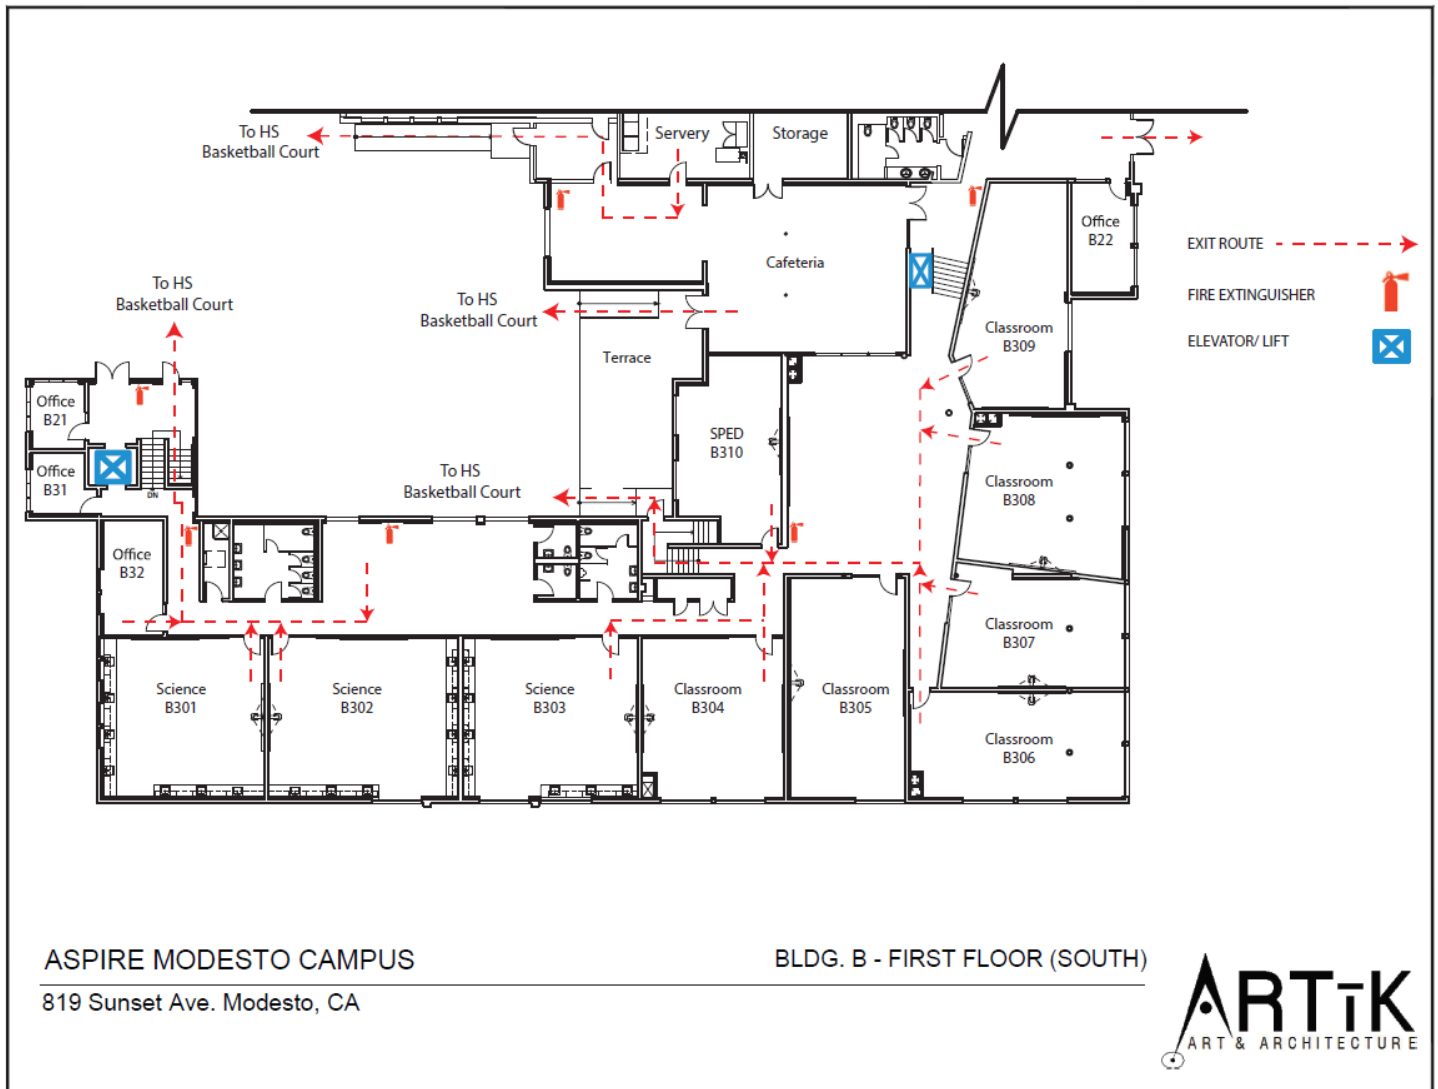 To HS
Basketball Court
Servery
Storage
Office
B22
EXIT ROUTE
Cafeteria
To HS
Basketball Court
To HS
Basketball Court
FIRE EXTINGUISHER
Classroom
B309
ELEVATOR/ LIFT
Terrace
Office
B21
SPED
B310
Office
B31
DN
To HS
Basketball Court
Classroom
B308
Office
B32
Classroom
B307
Science
B301
Science
B302
Science
B303
Classroom
B304
Classroom
B305
Classroom
B306
ASPIRE MODESTO CAMPUS
BLDG. B - FIRST FLOOR (SOUTH)
819 Sunset Ave. Modesto, CA
ARTiK
ART & ARCHITECTURE